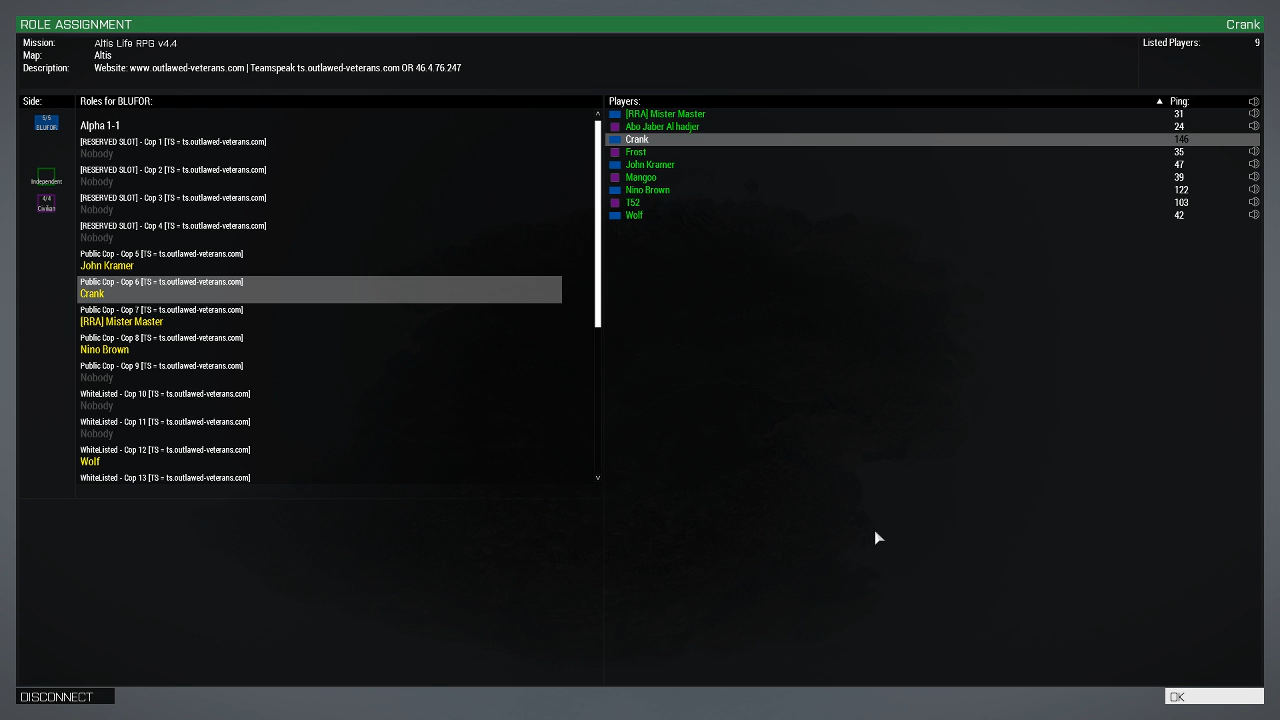 ROLE ASSIGNMENT Crank
Mission: Altis Life RPG v4.4 Listed Players: 9
Map: Altis
Description: Website: www.outlawed-veterans.com | Teamspeak ts.outlawed-veterans.com OR 46.4.76.247
Side: Roles for BLUFOR:
5/5
BLUFOR
Independent
4/4
Civilian
Alpha 1-1
[RESERVED SLOT] - Cop 1 [TS = ts.outlawed-veterans.com]
Nobody
[RESERVED SLOT] - Cop 2 [TS = ts.outlawed-veterans.com]
Nobody
[RESERVED SLOT] - Cop 3 [TS = ts.outlawed-veterans.com]
Nobody
[RESERVED SLOT] - Cop 4 [TS = ts.outlawed-veterans.com]
Nobody
Public Cop - Cop 5 [TS = ts.outlawed-veterans.com]
John Kramer
Public Cop - Cop 6 [TS = ts.outlawed-veterans.com]
Crank
Public Cop - Cop 7 [TS = ts.outlawed-veterans.com]
[RRA] Mister Master
Public Cop - Cop 8 [TS = ts.outlawed-veterans.com]
Nino Brown
Public Cop - Cop 9 [TS = ts.outlawed-veterans.com]
Nobody
WhiteListed - Cop 10 [TS = ts.outlawed-veterans.com]
Nobody
WhiteListed - Cop 11 [TS = ts.outlawed-veterans.com]
Nobody
WhiteListed - Cop 12 [TS = ts.outlawed-veterans.com]
Wolf
WhiteListed - Cop 13 [TS = ts.outlawed-veterans.com]
Players: Ping:
[RRA] Mister Master 31
Abo Jaber Al hadjer 24
Crank 146
Frost 35
John Kramer 47
Mangoo 39
Nino Brown 122
T52 103
Wolf 42
DISCONNECT
OK